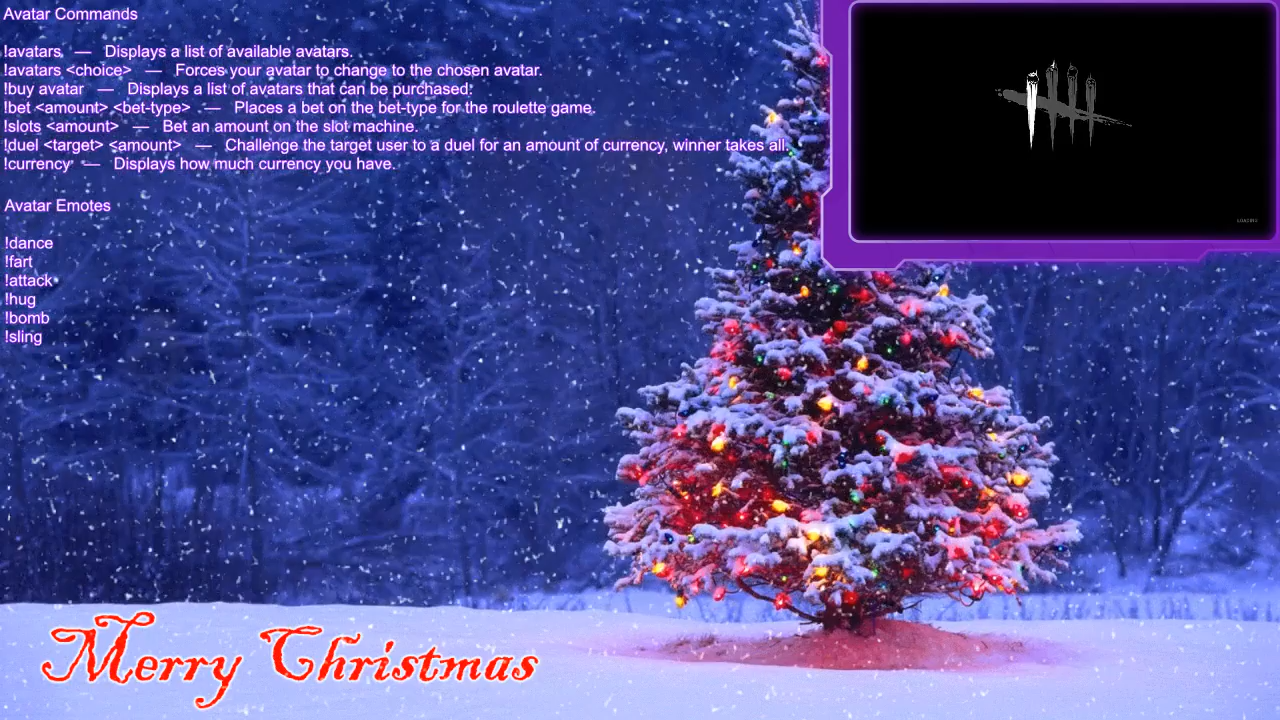 Avatar Commands
!avatars — Displays a list of available avatars.
!avatars <choice> — Forces your avatar to change to the chosen avatar.
!buy avatar — Displays a list of avatars that can be purchased.
!bet <amount> <bet-type> — Places a bet on the bet-type for the roulette game.
!slots <amount> — Bet an amount on the slot machine.
!duel <target> <amount> — Challenge the target user to a duel for an amount of currency, winner takes all.
!currency — Displays how much currency you have.
Avatar Emotes
!dance
!fart
!attack
!hug
!bomb
!sling
LOADING
Merry Christmas